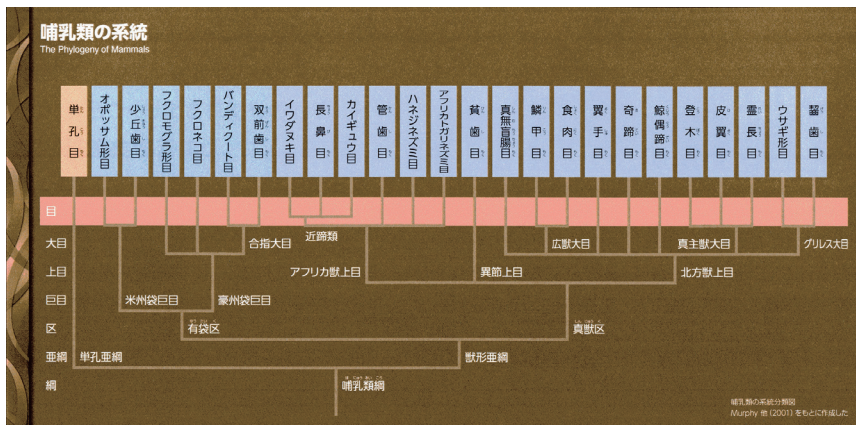 哺乳類の系統
The Phylogeny of Mammals
単孔目
オポッサム形目
少丘歯目
フクロモグラ形目
フクロネコ目
バンディクート目
双前歯目
イワダヌキ目
長鼻目
カイギュウ目
管歯目
ハネジネズミ目
アフリカトガリネズミ目
貧歯目
真無盲腸目
鱗甲目
食肉目
翼手目
奇蹄目
鯨偶蹄目
登木目
皮翼目
霊長目
ウサギ形目
齧歯目
目
大目
合指大目
近蹄類
広獣大目
真主獣大目
グリレス大目
上目
アフリカ獣上目
異節上目
北方獣上目
巨目
米州袋巨目
豪州袋巨目
区
有袋区
真獣区
亜綱
単孔亜綱
獣形亜綱
綱
哺乳類綱
哺乳類の系統分類図
Murphy 他 (2001) をもとに作成した